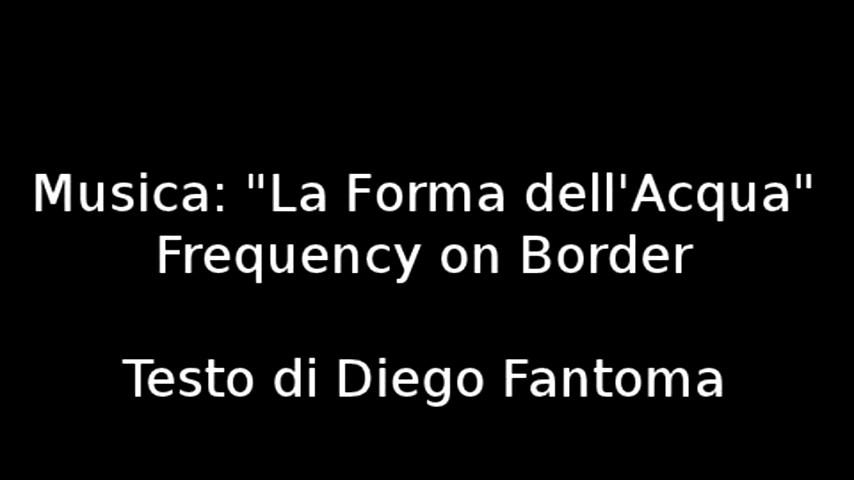 Musica: "La Forma dell'Acqua"
Frequency on Border
Testo di Diego Fantoma